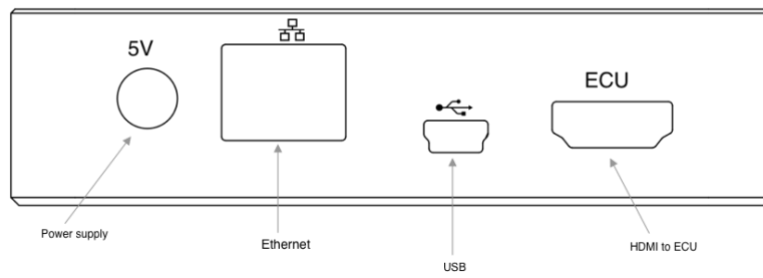 5V
ECU
Power supply
Ethernet
USB
HDMI to ECU